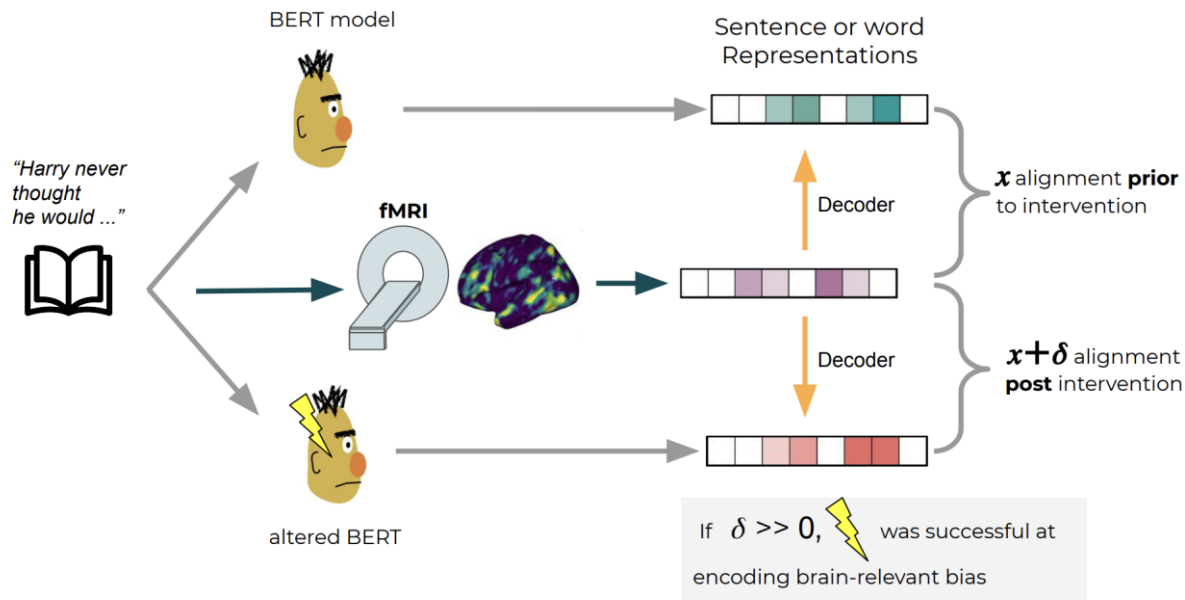 BERT model
Sentence or word
Representations
"Harry never
thought
he would ..."
fMRI
Decoder
x alignment prior
to intervention
Decoder
x+δ alignment
post intervention
altered BERT
If δ >> 0, was successful at
encoding brain-relevant bias